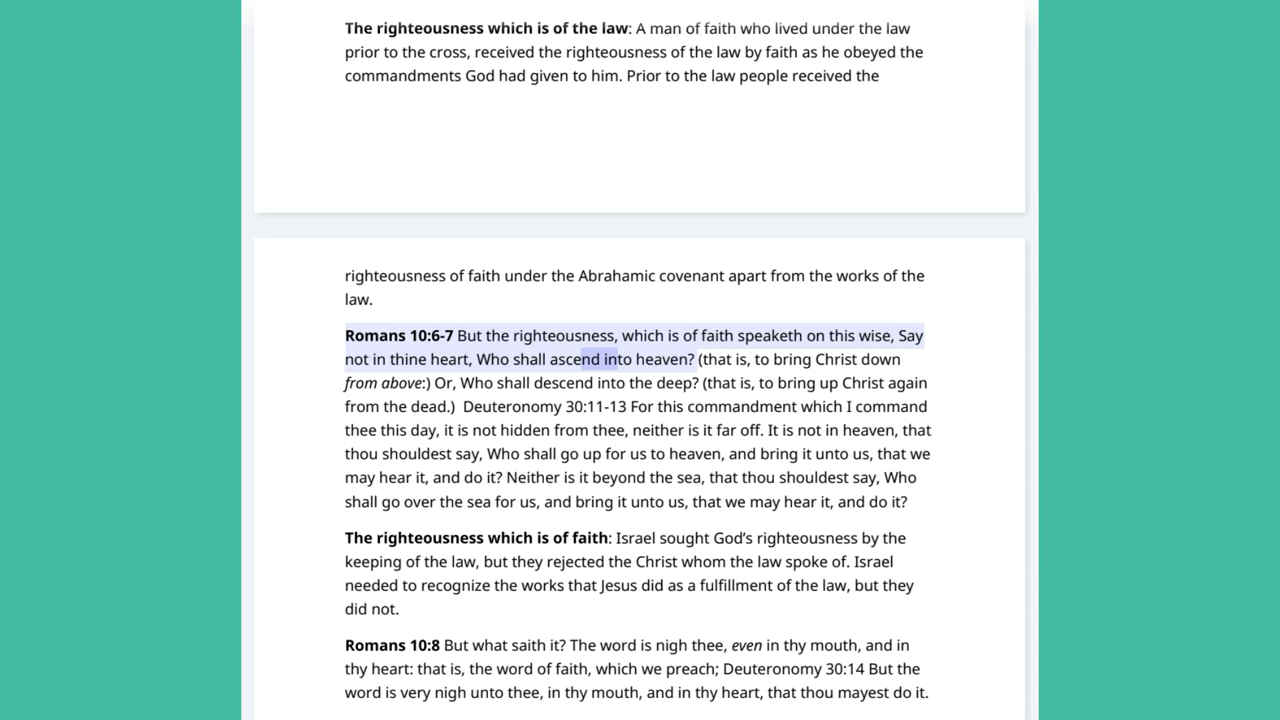 The righteousness which is of the law: A man of faith who lived under the law
prior to the cross, received the righteousness of the law by faith as he obeyed the
commandments God had given to him. Prior to the law people received the
righteousness of faith under the Abrahamic covenant apart from the works of the
law.
Romans 10:6-7 But the righteousness, which is of faith speaketh on this wise, Say
not in thine heart, Who shall ascend into heaven? (that is, to bring Christ down
from above:) Or, Who shall descend into the deep? (that is, to bring up Christ again
from the dead.)  Deuteronomy 30:11-13 For this commandment which I command
thee this day, it is not hidden from thee, neither is it far off. It is not in heaven, that
thou shouldest say, Who shall go up for us to heaven, and bring it unto us, that we
may hear it, and do it? Neither is it beyond the sea, that thou shouldest say, Who
shall go over the sea for us, and bring it unto us, that we may hear it, and do it?
The righteousness which is of faith: Israel sought God’s righteousness by the
keeping of the law, but they rejected the Christ whom the law spoke of. Israel
needed to recognize the works that Jesus did as a fulfillment of the law, but they
did not.
Romans 10:8 But what saith it? The word is nigh thee, even in thy mouth, and in
thy heart: that is, the word of faith, which we preach; Deuteronomy 30:14 But the
word is very nigh unto thee, in thy mouth, and in thy heart, that thou mayest do it.